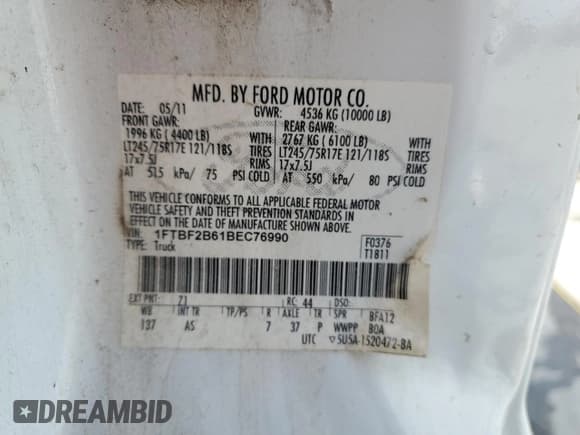 MFD. BY FORD MOTOR CO.
DATE: 05/11 GVWR: 4536 KG (10000 LB)
FRONT GAWR: REAR GAWR:
1996 KG (4400 LB) WITH 2767 KG (6100 LB) WITH
LT245/75R17E 121/118S TIRES LT245/75R17E 121/118S TIRES
17x7.5J RIMS 17x7.5J RIMS
AT 515 kPa/ 75 PSI COLD AT 550 kPa/ 80 PSI COLD
THIS VEHICLE CONFORMS TO ALL APPLICABLE FEDERAL MOTOR
VEHICLE SAFETY AND THEFT PREVENTION STANDARDS IN
EFFECT ON THE DATE OF MANUFACTURE SHOWN ABOVE.
VIN: 1FTBF2B61BEC76990 F0376
TYPE: Truck T1811
EXT PNT: Z1 RC: 44 DSO:
WB INT TR TP/PS R AXLE TR SPR BFA12
137 AS 7 37 P WWPP BOA
UTC ▽5U5A-1520472-BA
DREAMBID